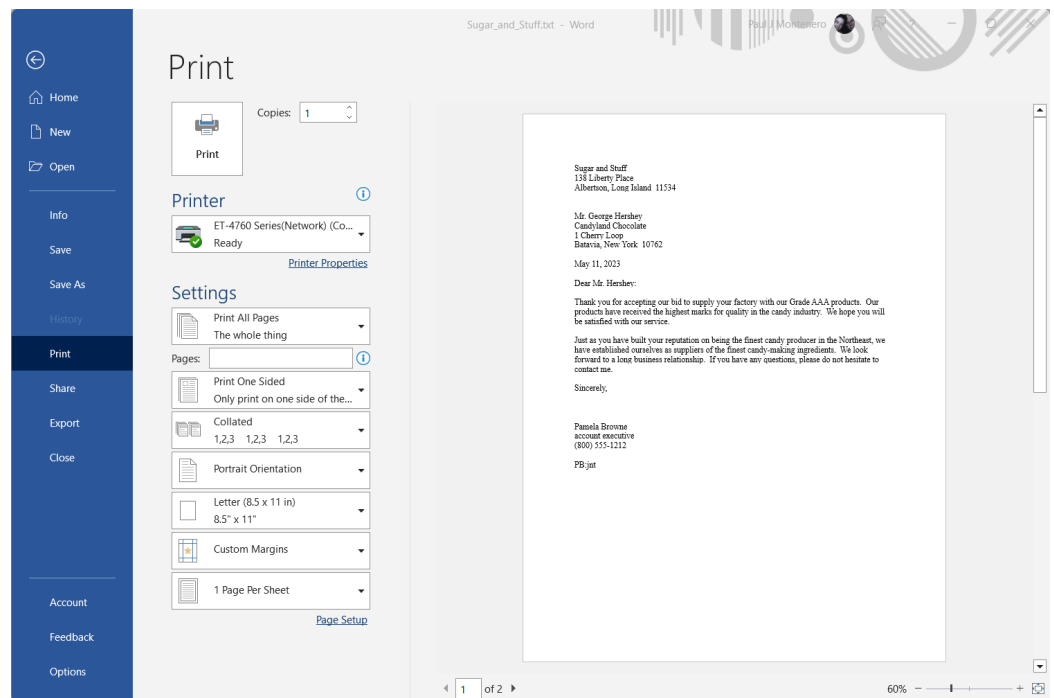 Sugar_and_Stuff.txt - Word
Paul J Montenero
?
Home
New
Open
Info
Save
Save As
History
Print
Share
Export
Close
Account
Feedback
Options
Print
Print
Copies: 1
Printer
ET-4760 Series(Network) (Co...
Ready
Printer Properties
Settings
Print All Pages
The whole thing
Pages:
Print One Sided
Only print on one side of the...
Collated
1,2,3 1,2,3 1,2,3
Portrait Orientation
Letter (8.5 x 11 in)
8.5" x 11"
Custom Margins
1 Page Per Sheet
Page Setup
Sugar and Stuff
138 Liberty Place
Albertson, Long Island 11534
Mr. George Hershey
Candyland Chocolate
1 Cherry Loop
Batavia, New York 10762
May 11, 2023
Dear Mr. Hershey:
Thank you for accepting our bid to supply your factory with our Grade AAA products. Our
products have received the highest marks for quality in the candy industry. We hope you will
be satisfied with our service.
Just as you have built your reputation on being the finest candy producer in the Northeast, we
have established ourselves as suppliers of the finest candy-making ingredients. We look
forward to a long business relationship. If you have any questions, please do not hesitate to
contact me.
Sincerely,
Pamela Browne
account executive
(800) 555-1212
PB:jnt
1 of 2
60%